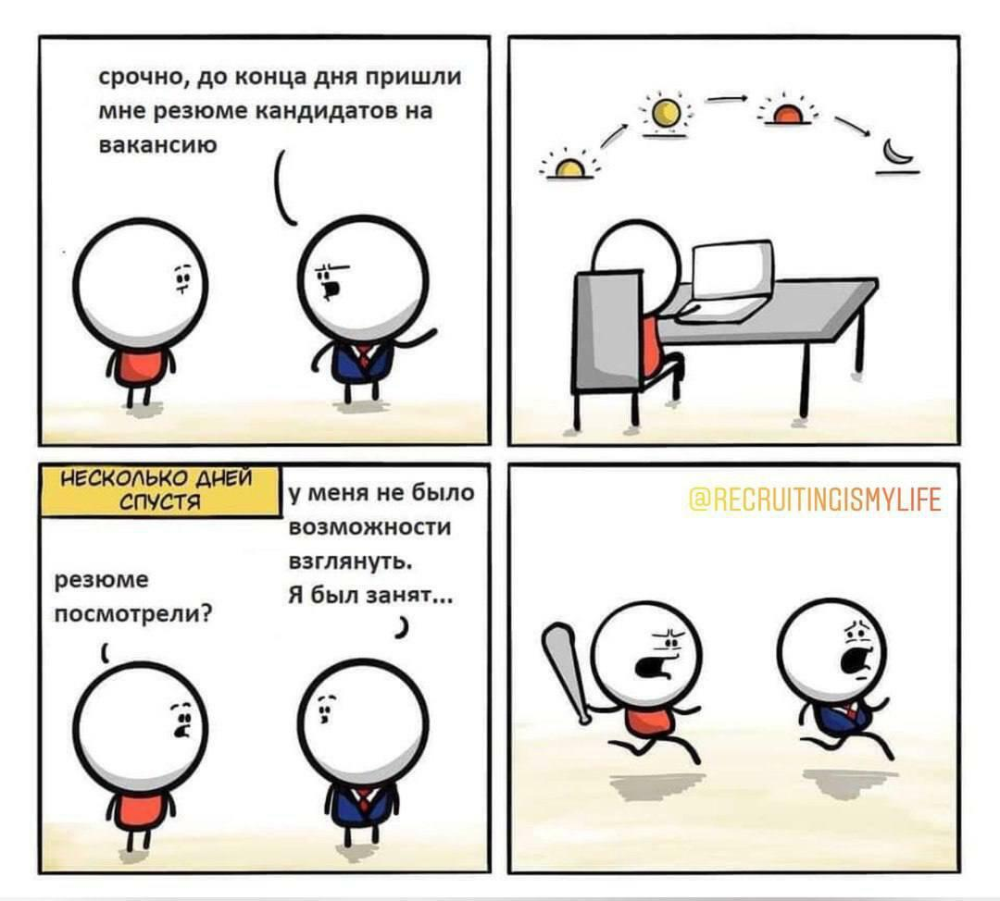 срочно, до конца дня пришли
мне резюме кандидатов на
вакансию
НЕСКОЛЬКО ДНЕЙ
СПУСТЯ
резюме
посмотрели?
у меня не было
возможности
взглянуть.
Я был занят...
@RECRUITINGISMYLIFE